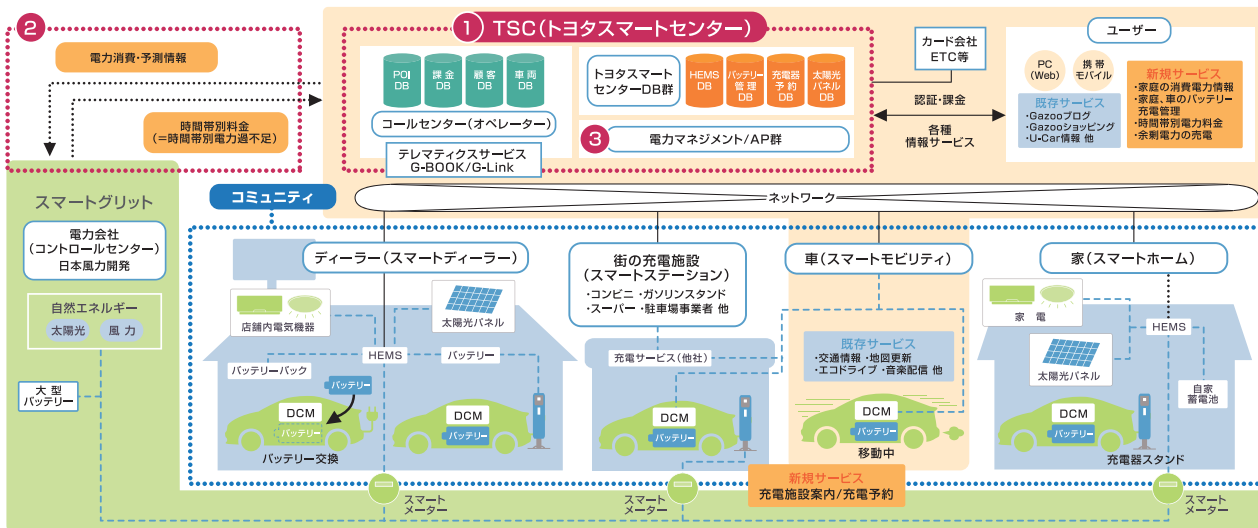 ②
電力消費・予測情報
時間帯別料金
(=時間帯別電力過不足)
① TSC(トヨタスマートセンター)
POI
DB
課金
DB
顧客
DB
車両
DB
コールセンター(オペレーター)
テレマティクスサービス
G-BOOK/G-Link
トヨタスマート
センターDB群
HEMS
DB
バッテリー
管理
DB
充電器
予約
DB
太陽光
パネル
DB
③ 電力マネジメント/AP群
カード会社
ETC等
認証・課金
各種
情報サービス
ユーザー
PC
(Web)
携帯
モバイル
既存サービス
・Gazooブログ
・Gazooショッピング
・U-Car情報 他
新規サービス
・家庭の消費電力情報
・家庭、車のバッテリー
充電管理
・時間帯別電力料金
・余剰電力の充電
コミュニティ
ネットワーク
スマートグリット
電力会社
(コントロールセンター)
日本風力開発
自然エネルギー
太陽光
風力
大型
バッテリー
ディーラー(スマートディーラー)
店舗内電気機器
太陽光パネル
HEMS
バッテリー
バッテリーパック
バッテリー
DCM
バッテリー
バッテリー交換
DCM
バッテリー
街の充電施設
(スマートステーション)
・コンビニ ・ガソリンスタンド
・スーパー ・駐車場事業者 他
充電サービス(他社)
DCM
バッテリー
車(スマートモビリティ)
既存サービス
・交通情報 ・地図更新
・エコドライブ ・音楽配信 他
DCM
バッテリー
移動中
新規サービス
充電施設案内/充電予約
家(スマートホーム)
家電
HEMS
太陽光パネル
自家
蓄電池
DCM
バッテリー
充電器スタンド
スマート
メーター
スマート
メーター
スマート
メーター